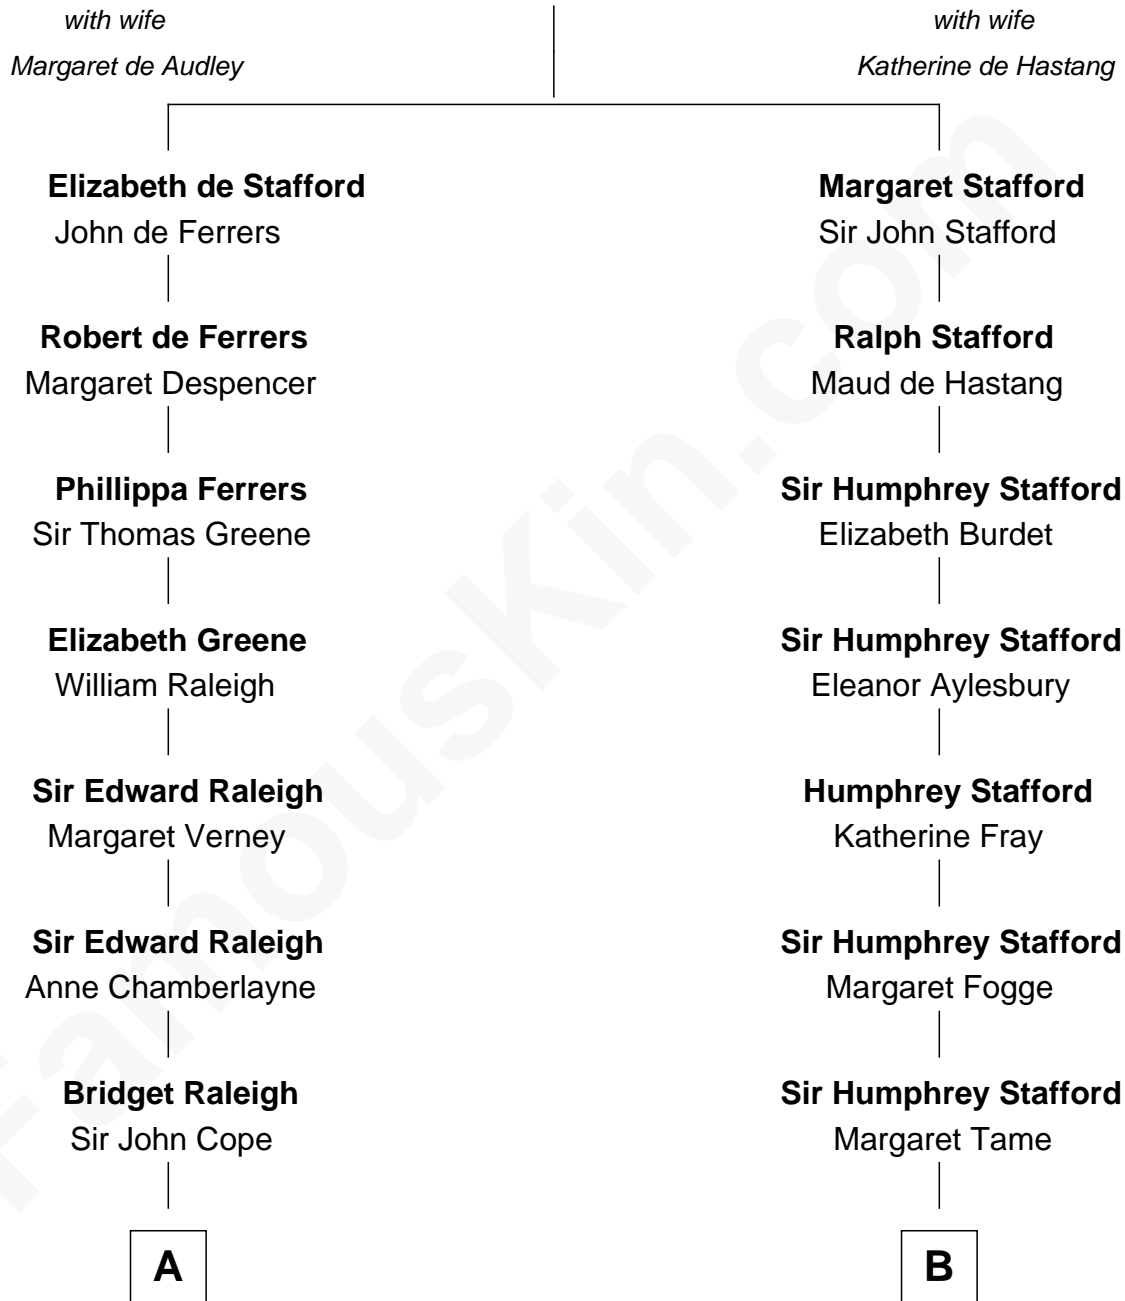 with wife
Margaret de Audley
with wife
Katherine de Hastang
Elizabeth de Stafford
John de Ferrers
Margaret Stafford
Sir John Stafford
Robert de Ferrers
Margaret Despencer
Ralph Stafford
Maud de Hastang
Phillippa Ferrers
Sir Thomas Greene
Sir Humphrey Stafford
Elizabeth Burdet
Elizabeth Greene
William Raleigh
Sir Humphrey Stafford
Eleanor Aylesbury
Sir Edward Raleigh
Margaret Verney
Humphrey Stafford
Katherine Fray
Sir Edward Raleigh
Anne Chamberlayne
Sir Humphrey Stafford
Margaret Fogge
Bridget Raleigh
Sir John Cope
Sir Humphrey Stafford
Margaret Tame
A
B
FamousKin.com